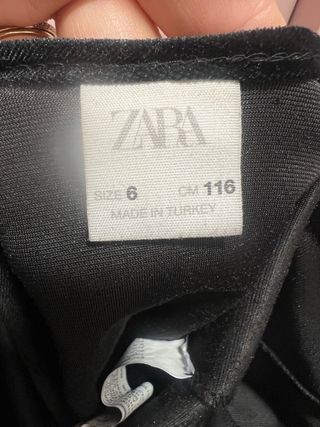 ZARA
SIZE 6 CM 116
MADE IN TURKEY